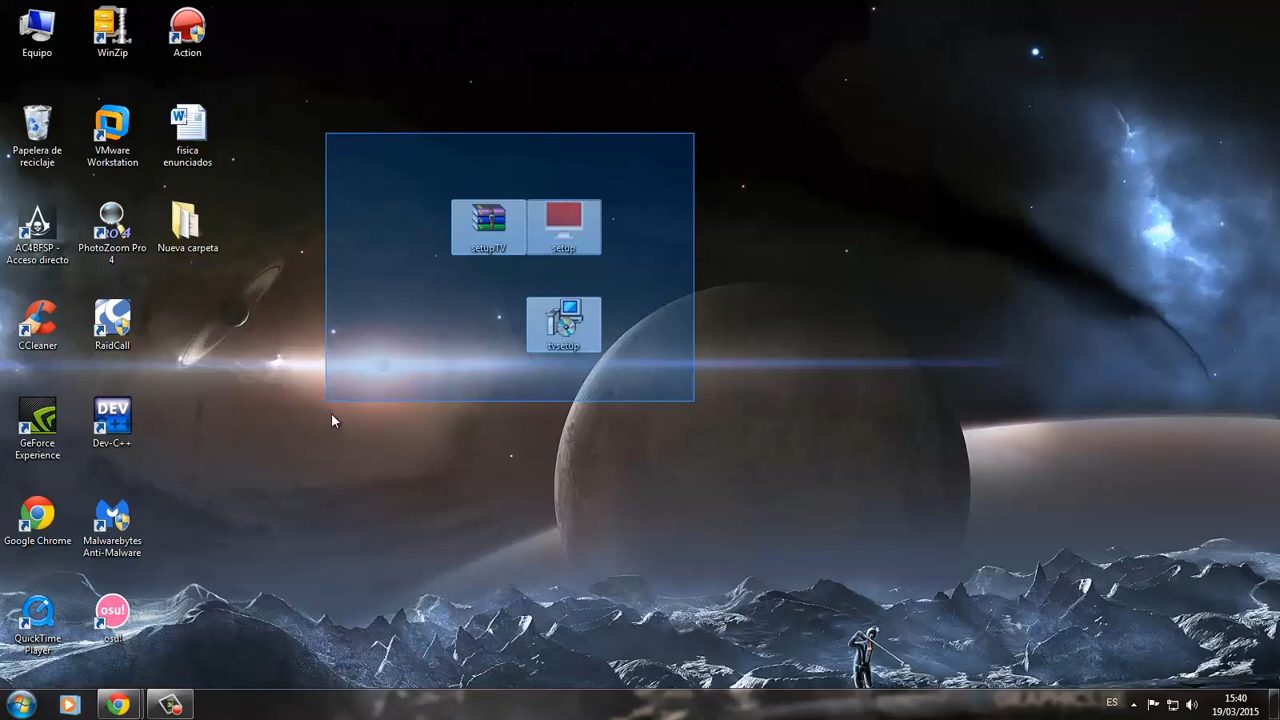 Equipo
WinZip
Action
Papelera de
reciclaje
VMware
Workstation
fisica
enunciados
AC4BFSP -
Acceso directo
PhotoZoom Pro
4
Nueva carpeta
setupTV
setup
tvsetup
CCleaner
RaidCall
DEV
GeForce
Experience
Dev-C++
Google Chrome
Malwarebytes
Anti-Malware
osu!
QuickTime
Player
osu!
ES
15:40
19/03/2015